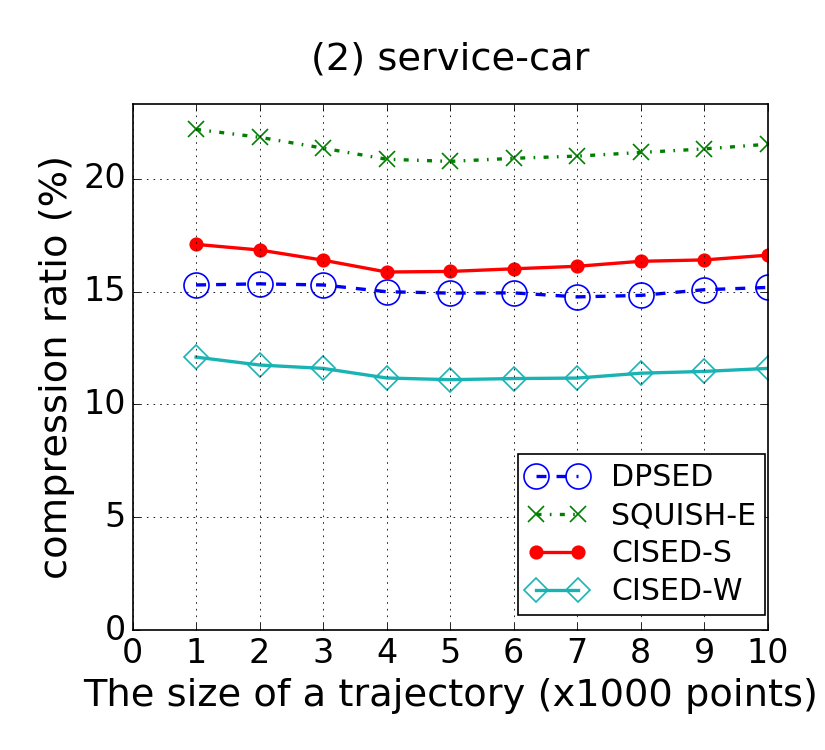 (2) service-car
compression ratio (%)
20
15
10
5
0
0 1 2 3 4 5 6 7 8 9 10
The size of a trajectory (x1000 points)
DPSED
SQUISH-E
CISED-S
CISED-W